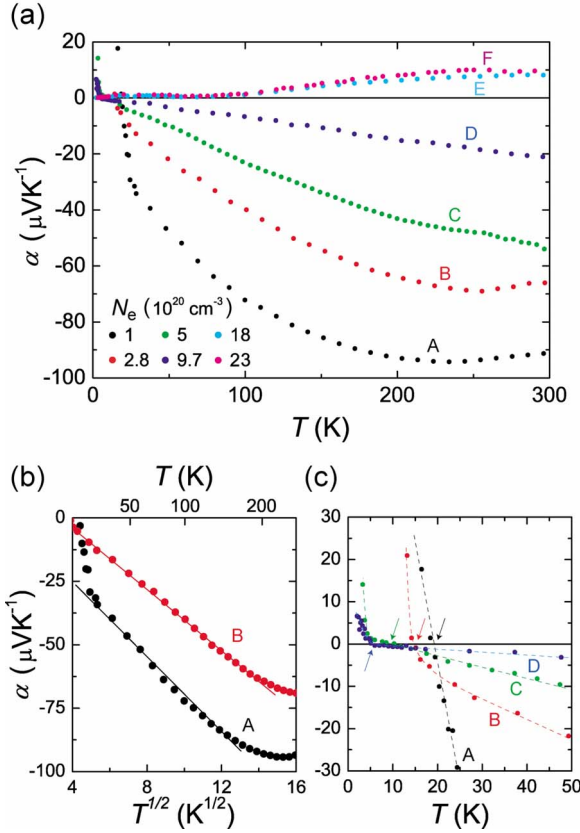 (a)
20
0
-20
-40
-60
-80
-100
α (μVK⁻¹)
F
E
D
C
B
A
Nₑ (10²⁰ cm⁻³)
1 5 18
2.8 9.7 23
0 100 200 300
T (K)
(b)
T (K)
50 100 200
0
-25
-50
-75
-100
α (μVK⁻¹)
B
A
4 8 12 16
T¹/² (K¹/²)
(c)
30
20
10
0
-10
-20
-30
D
C
B
A
0 10 20 30 40 50
T (K)